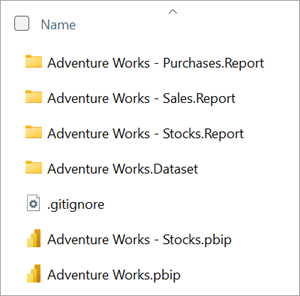 Name
Adventure Works - Purchases.Report
Adventure Works - Sales.Report
Adventure Works - Stocks.Report
Adventure Works.Dataset
.gitignore
Adventure Works - Stocks.pbip
Adventure Works.pbip